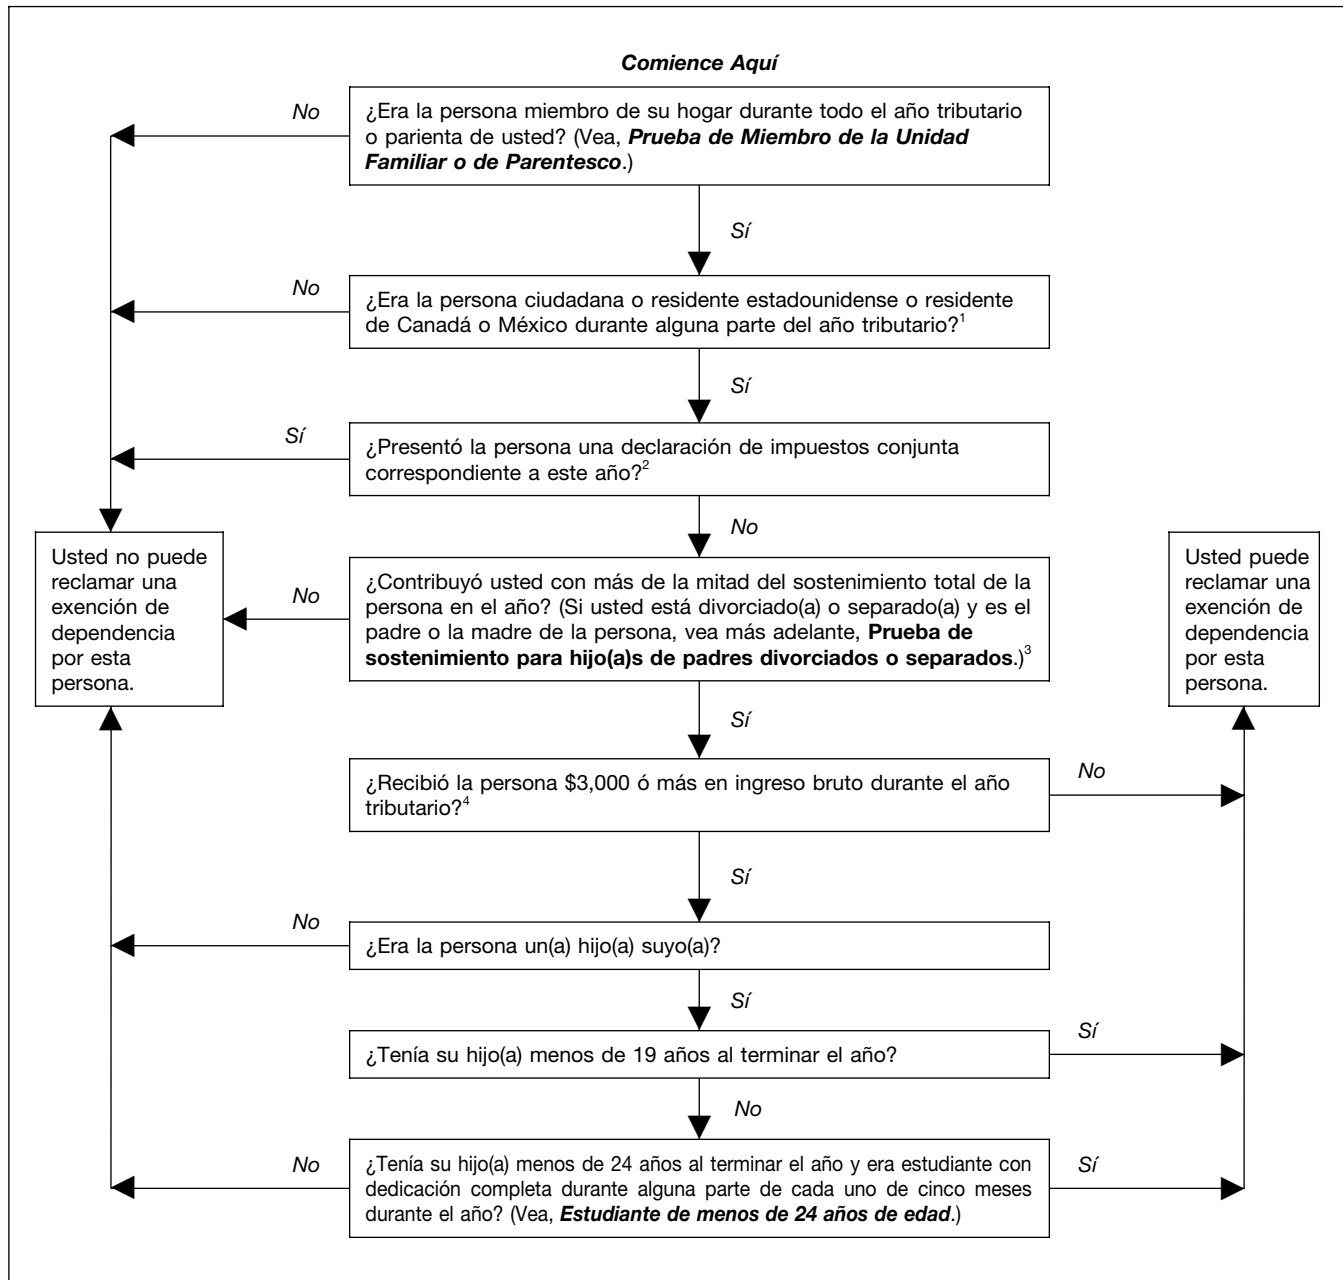 Comience Aquí
No
¿Era la persona miembro de su hogar durante todo el año tributario
o parienta de usted? (Vea, Prueba de Miembro de la Unidad
Familiar o de Parentesco.)
Sí
No
¿Era la persona ciudadana o residente estadounidense o residente
de Canadá o México durante alguna parte del año tributario?1
Sí
Sí
¿Presentó la persona una declaración de impuestos conjunta
correspondiente a este año?2
No
Usted no puede
reclamar una
exención de
dependencia
por esta
persona.
No
¿Contribuyó usted con más de la mitad del sostenimiento total de la
persona en el año? (Si usted está divorciado(a) o separado(a) y es el
padre o la madre de la persona, vea más adelante, Prueba de
sostenimiento para hijo(a)s de padres divorciados o separados.)3
Usted puede
reclamar una
exención de
dependencia
por esta
persona.
Sí
¿Recibió la persona $3,000 ó más en ingreso bruto durante el año
tributario?4
No
Sí
No
¿Era la persona un(a) hijo(a) suyo(a)?
Sí
¿Tenía su hijo(a) menos de 19 años al terminar el año?
Sí
No
No
¿Tenía su hijo(a) menos de 24 años al terminar el año y era estudiante con
dedicación completa durante alguna parte de cada uno de cinco meses
durante el año? (Vea, Estudiante de menos de 24 años de edad.)
Sí